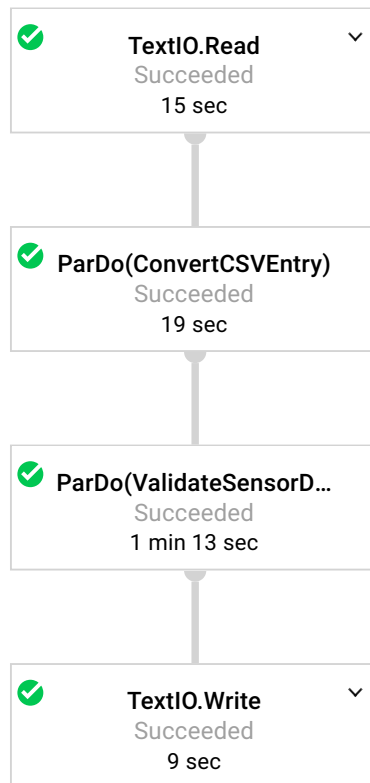 TextIO.Read
Succeeded
15 sec
ParDo(ConvertCSVEntry)
Succeeded
19 sec
ParDo(ValidateSensorD...
Succeeded
1 min 13 sec
TextIO.Write
Succeeded
9 sec